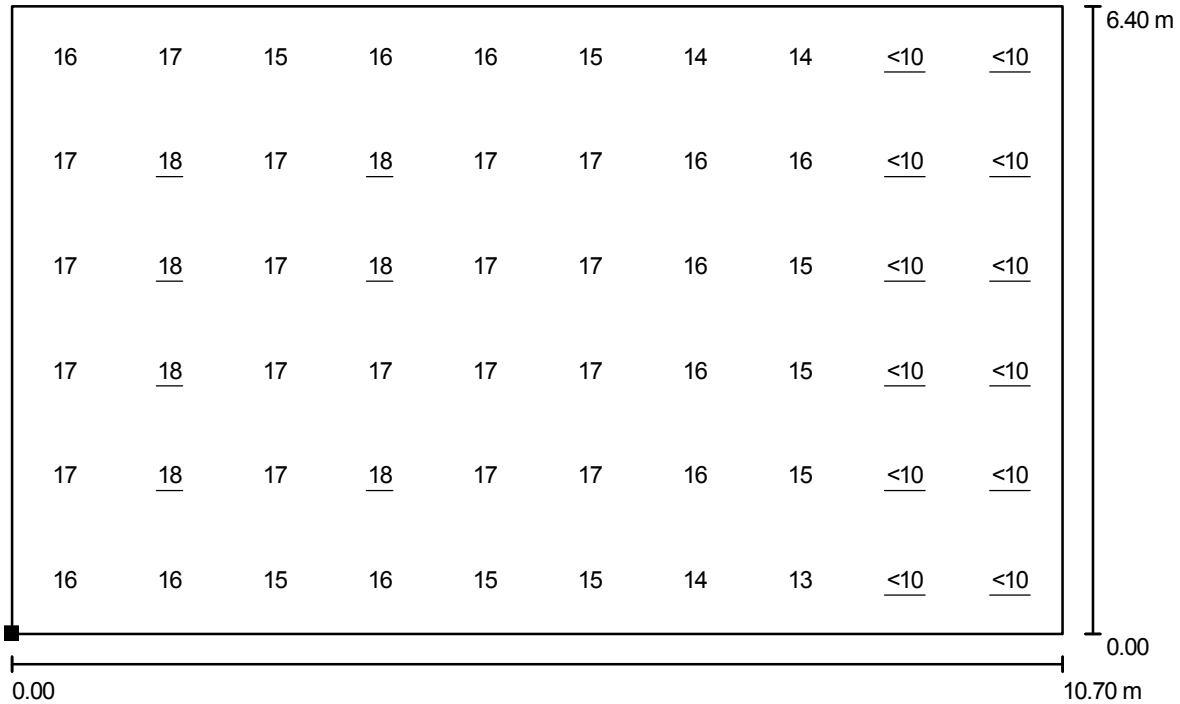 6.40 m
16 17 15 16 16 15 14 14 <10 <10
17 18 17 18 17 17 16 16 <10 <10
17 18 17 18 17 17 16 15 <10 <10
17 18 17 17 17 17 16 15 <10 <10
17 18 17 18 17 17 16 15 <10 <10
16 16 15 16 15 15 14 13 <10 <10
0.00
0.00 10.70 m